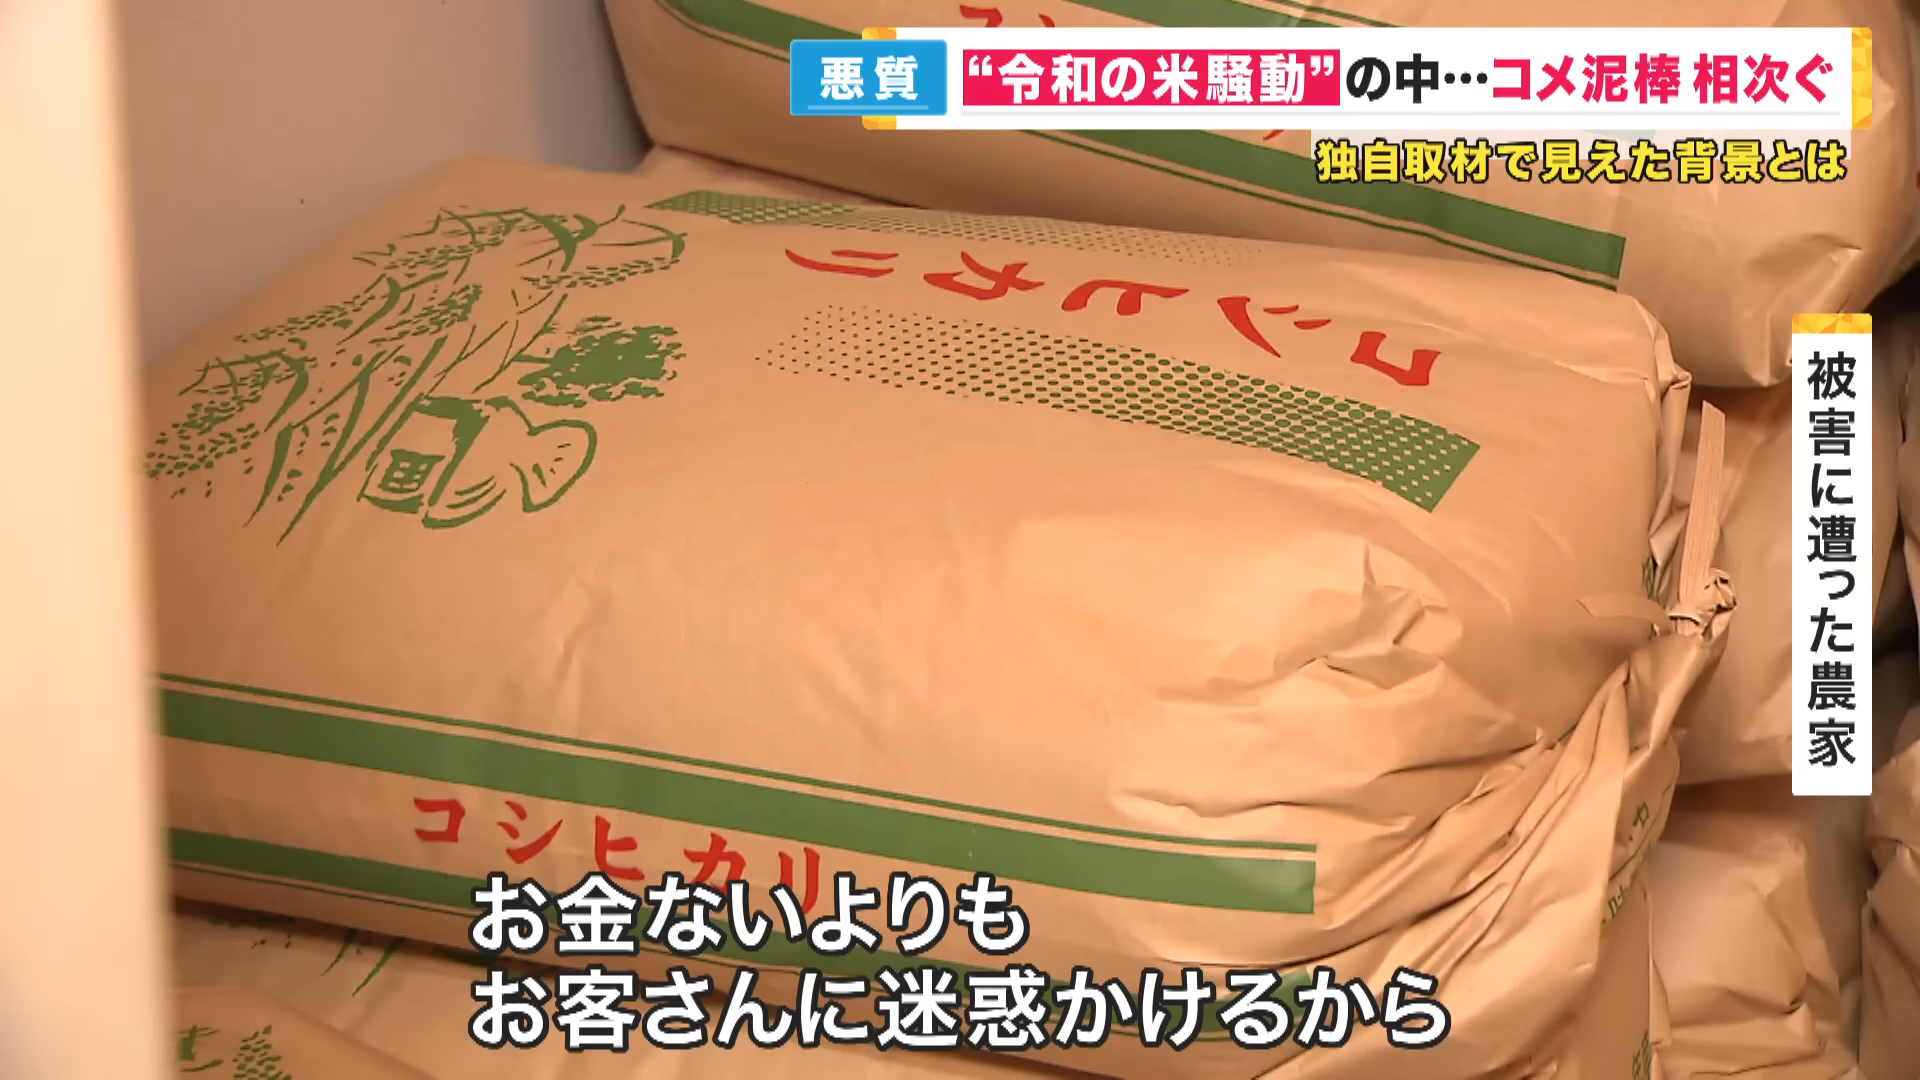 悪質
“令和の米騒動”の中…コメ泥棒 相次ぐ
独自取材で見えた背景とは
被害に遭った農家
コシヒカリ
コシヒカリ
お金ないよりも
お客さんに迷惑かけるから